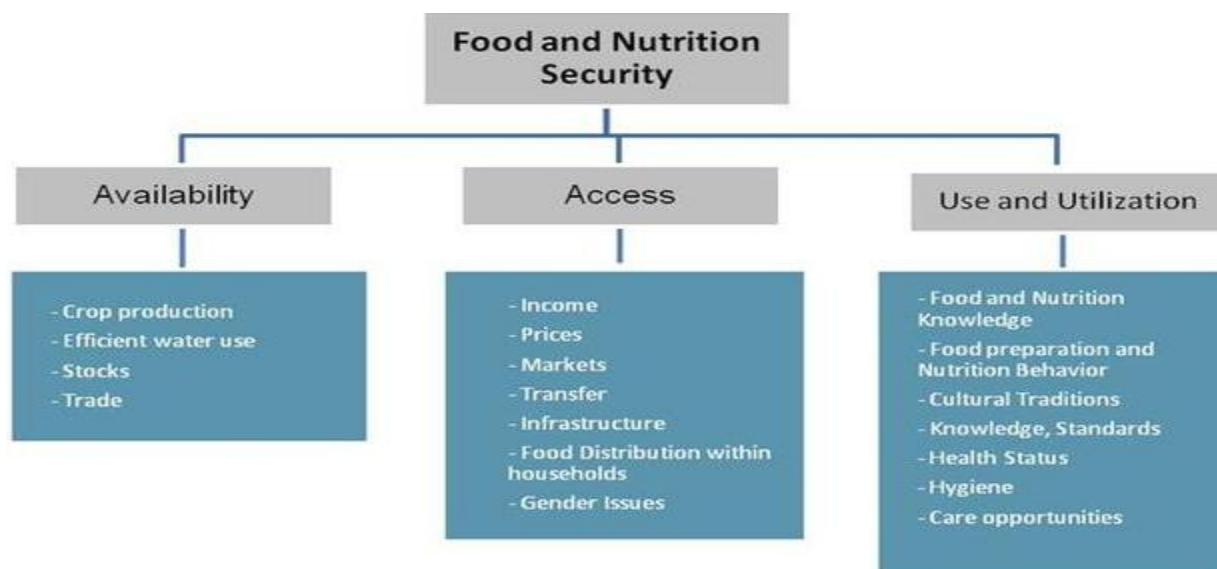 Food and Nutrition
Security
Availability
Access
Use and Utilization
- Crop production
- Efficient water use
- Stocks
- Trade
- Income
- Prices
- Markets
- Transfer
- Infrastructure
- Food Distribution within
households
- Gender Issues
- Food and Nutrition
Knowledge
- Food preparation and
Nutrition Behavior
- Cultural Traditions
- Knowledge, Standards
- Health Status
- Hygiene
- Care opportunities